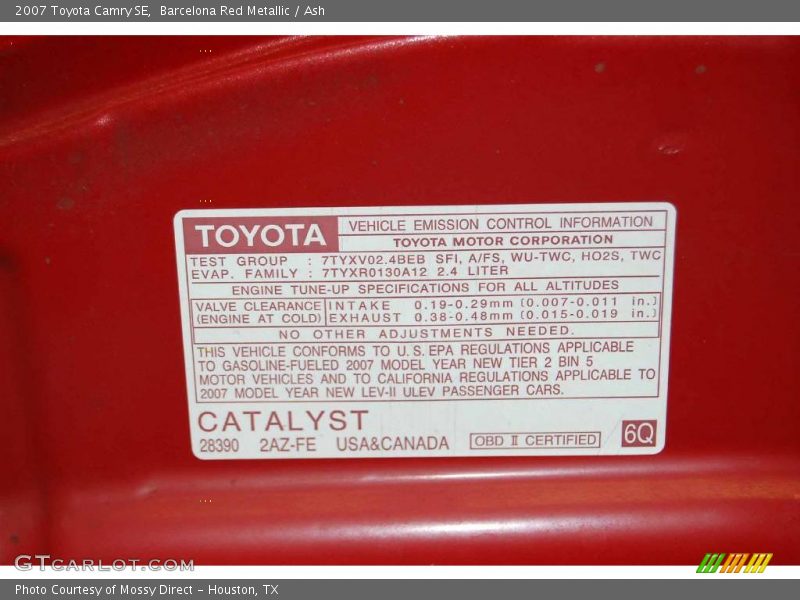 2007 Toyota Camry SE, Barcelona Red Metallic / Ash
TOYOTA
VEHICLE EMISSION CONTROL INFORMATION
TOYOTA MOTOR CORPORATION
TEST GROUP : 7TYXV02.4BEB SFI, A/FS, WU-TWC, HO2S, TWC
EVAP. FAMILY : 7TYXR0130A12 2.4 LITER
ENGINE TUNE-UP SPECIFICATIONS FOR ALL ALTITUDES
VALVE CLEARANCE INTAKE 0.19-0.29mm (0.007-0.011 in.)
(ENGINE AT COLD) EXHAUST 0.38-0.48mm (0.015-0.019 in.)
NO OTHER ADJUSTMENTS NEEDED.
THIS VEHICLE CONFORMS TO U.S. EPA REGULATIONS APPLICABLE
TO GASOLINE-FUELED 2007 MODEL YEAR NEW TIER 2 BIN 5
MOTOR VEHICLES AND TO CALIFORNIA REGULATIONS APPLICABLE TO
2007 MODEL YEAR NEW LEV-II ULEV PASSENGER CARS.
CATALYST
28390 2AZ-FE USA&CANADA OBD II CERTIFIED 6Q
GTCARLOT.COM
Photo Courtesy of Mossy Direct – Houston, TX